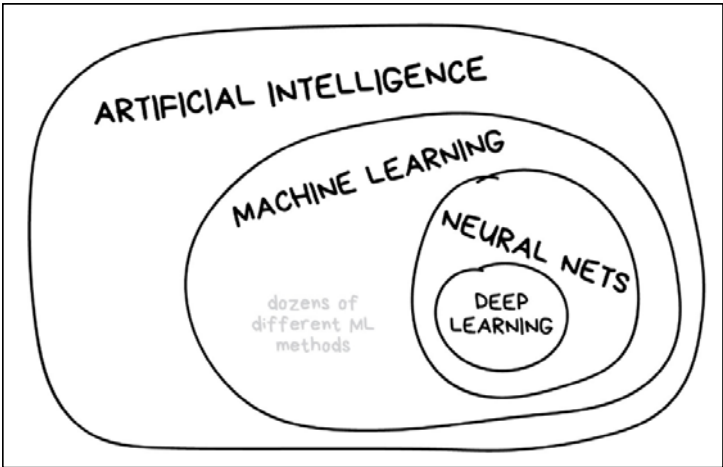 ARTIFICIAL INTELLIGENCE
MACHINE LEARNING
NEURAL NETS
DEEP
LEARNING
dozens of
different ML
methods